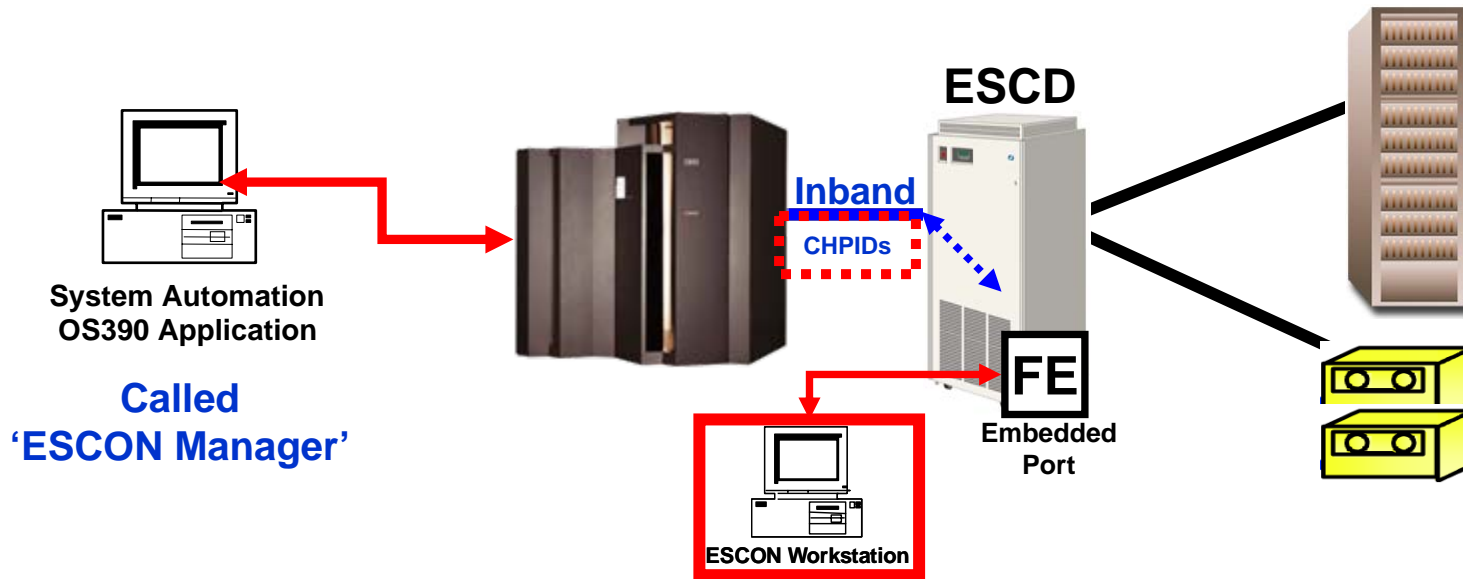 ESCD
Inband
CHPIDs
System Automation
OS390 Application
Called
‘ESCON Manager’
FE
Embedded
Port
ESCON Workstation